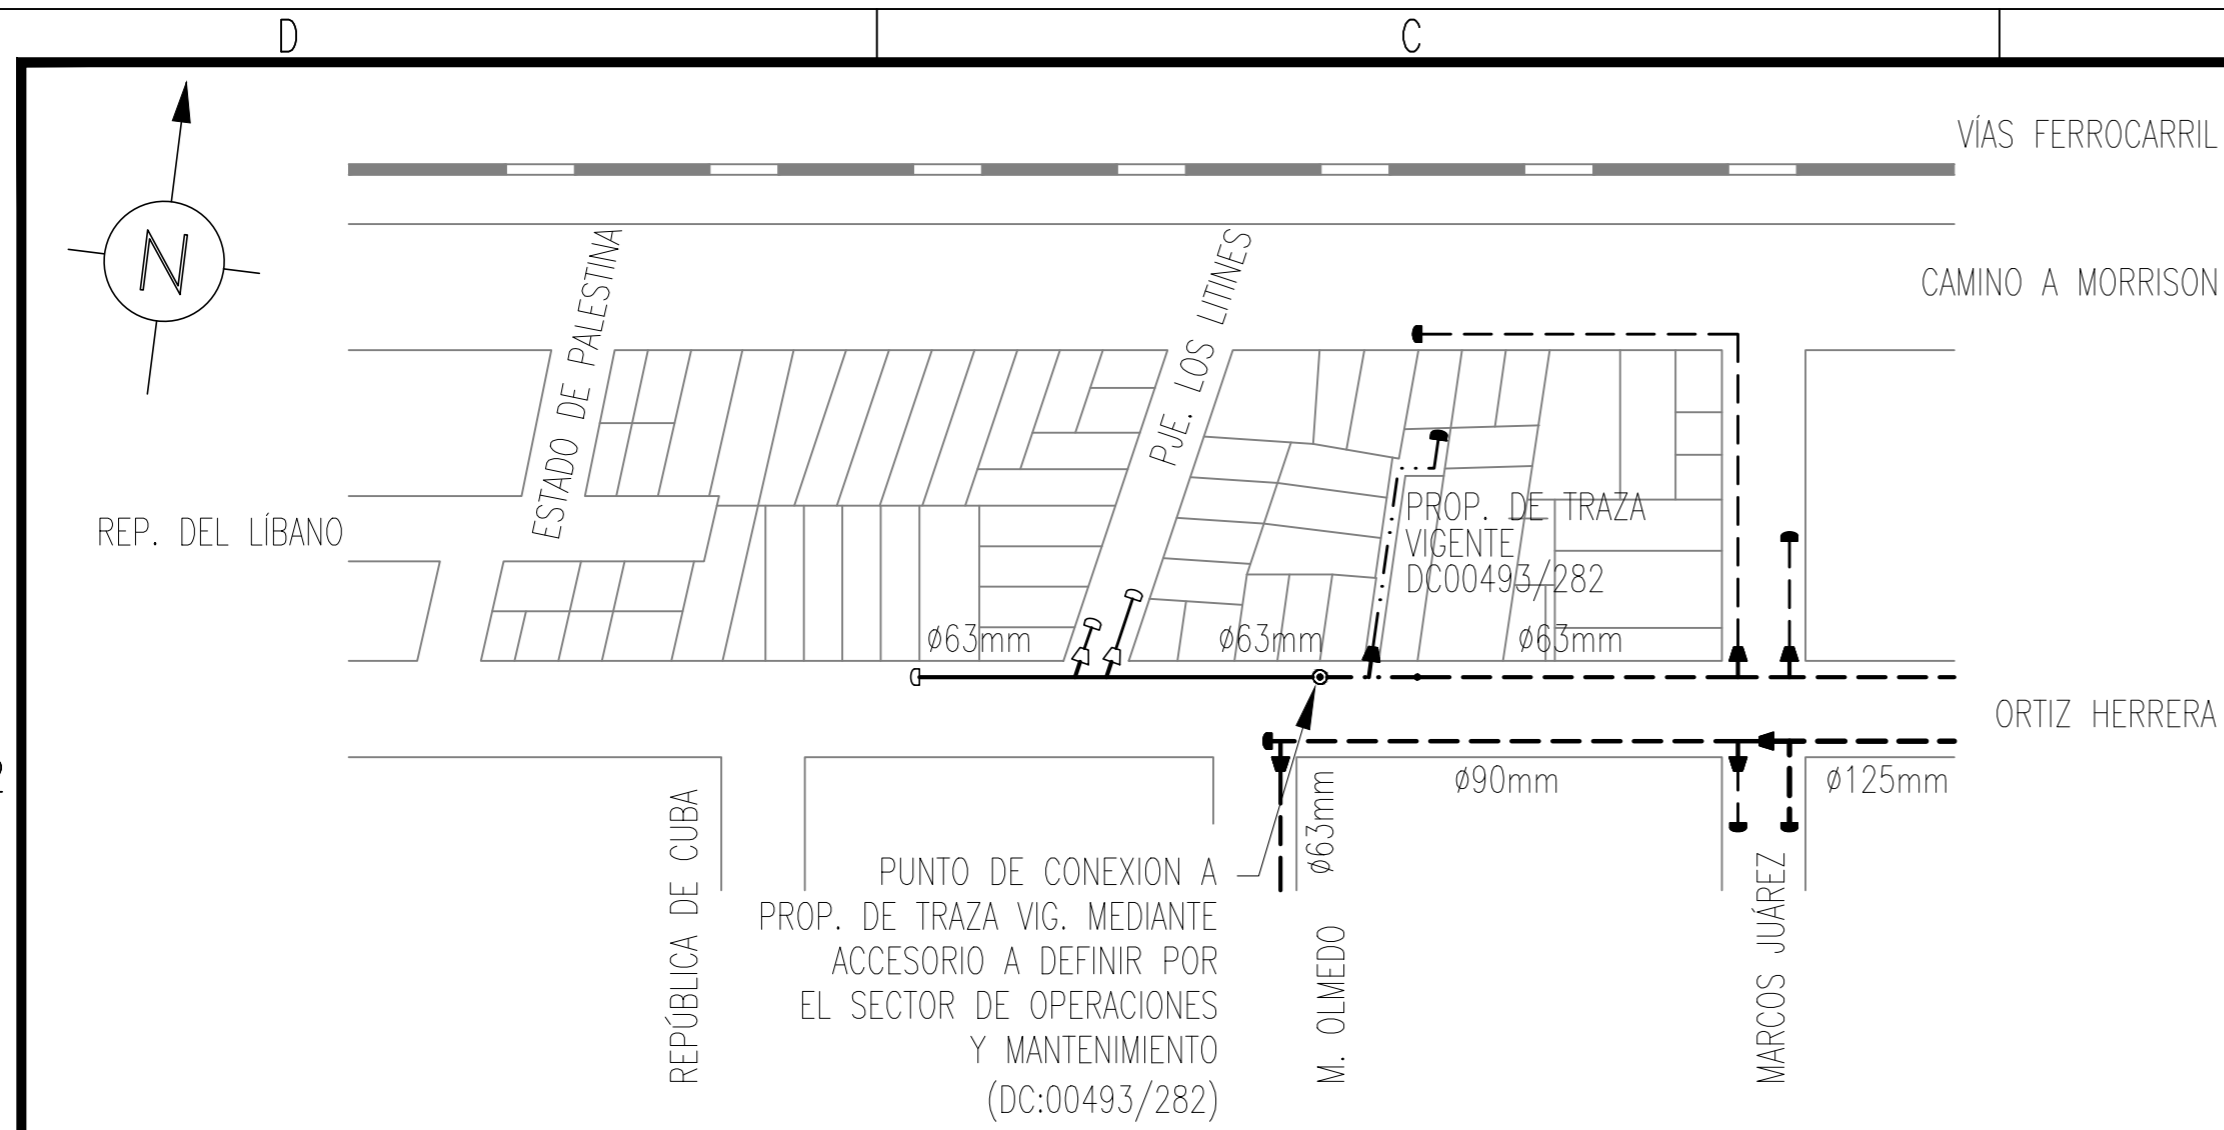 D
C
VÍAS FERROCARRIL
N
ESTADO DE PALESTINA
PJE. LOS LITINES
CAMINO A MORRISON
REP. DEL LÍBANO
PROP. DE TRAZA
VIGENTE
DC00493/282
ø63mm
ø63mm
ø63mm
ORTIZ HERRERA
ø63mm
ø90mm
ø125mm
REPÚBLICA DE CUBA
PUNTO DE CONEXION A
PROP. DE TRAZA VIG. MEDIANTE
ACCESORIO A DEFINIR POR
EL SECTOR DE OPERACIONES
Y MANTENIMIENTO
(DC:00493/282)
M. OLMEDO
MARCOS JUÁREZ